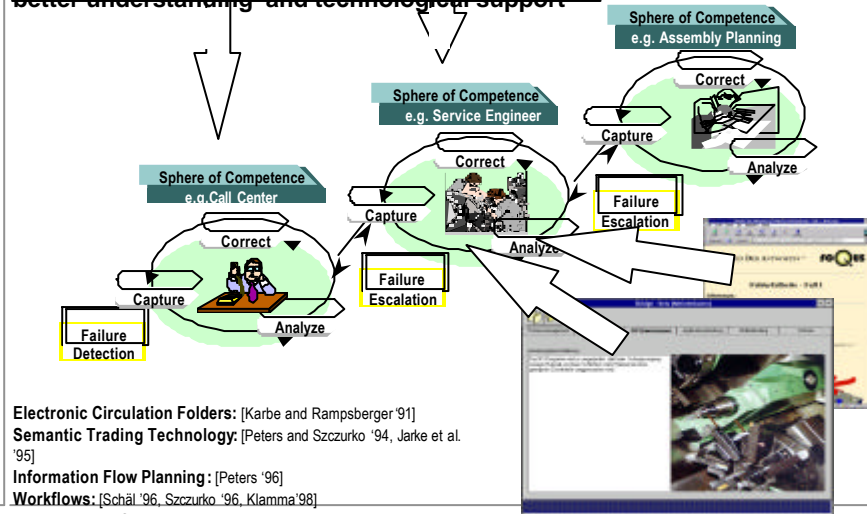 better understanding and technological support
Sphere of Competence
e.g. Assembly Planning
Correct
Capture
Analyze
Failure
Escalation
Sphere of Competence
e.g. Service Engineer
Correct
Capture
Analyze
Failure
Escalation
Sphere of Competence
e.g.Call Center
Correct
Capture
Analyze
Failure
Detection
FOQUS
Electronic Circulation Folders: [Karbe and Rampsberger ‘91]
Semantic Trading Technology: [Peters and Szczurko ‘94, Jarke et al.
'95]
Information Flow Planning: [Peters ‘96]
Workflows: [Schäl ’96, Szczurko ‘96, Klamma’98]